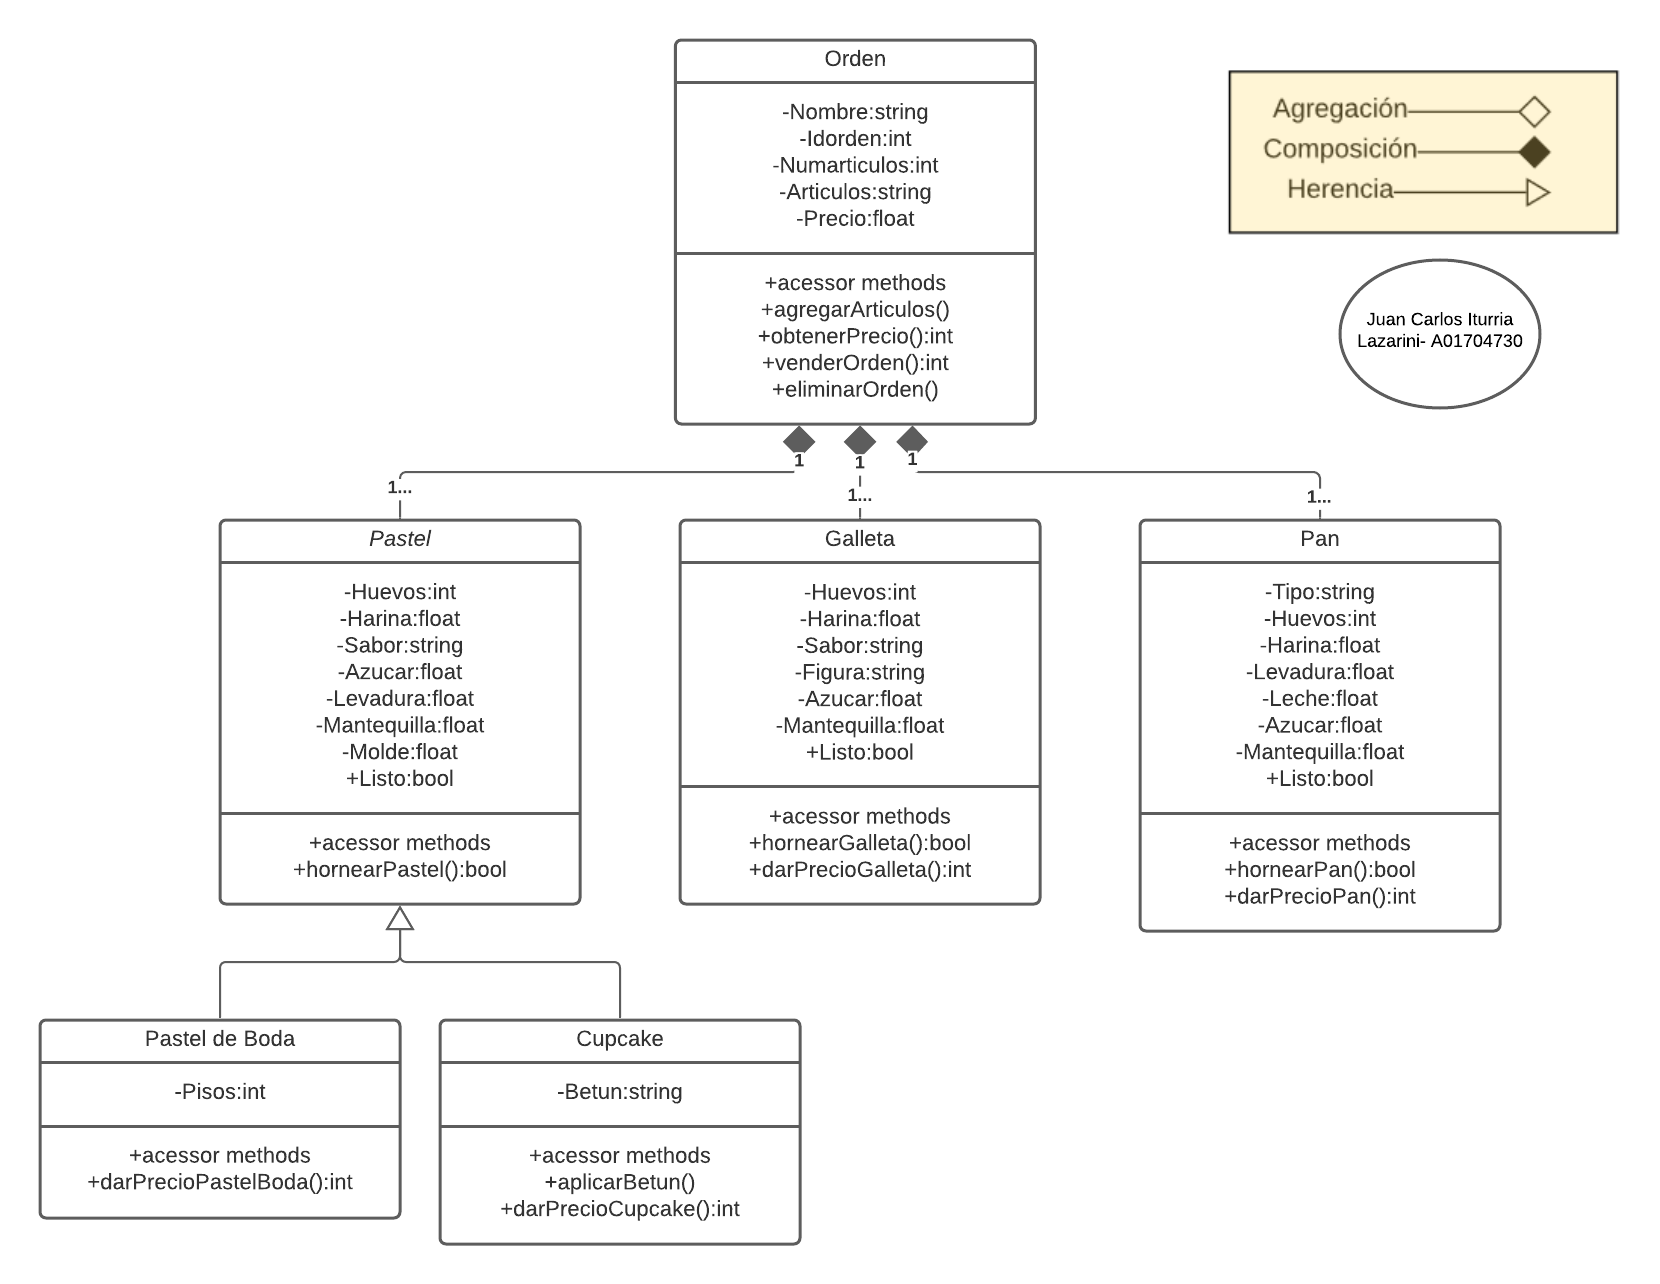 Orden
-Nombre:string
-Idorden:int
-Numarticulos:int
-Articulos:string
-Precio:float
+acessor methods
+agregarArticulos()
+obtenerPrecio():int
+venderOrden():int
+eliminarOrden()
Agregación
Composición
Herencia
Juan Carlos Iturria
Lazarini- A01704730
1
1
1
1...
1...
1...
Pastel
-Huevos:int
-Harina:float
-Sabor:string
-Azucar:float
-Levadura:float
-Mantequilla:float
-Molde:float
+Listo:bool
+acessor methods
+hornearPastel():bool
Galleta
-Huevos:int
-Harina:float
-Sabor:string
-Figura:string
-Azucar:float
-Mantequilla:float
+Listo:bool
+acessor methods
+hornearGalleta():bool
+darPrecioGalleta():int
Pan
-Tipo:string
-Huevos:int
-Harina:float
-Levadura:float
-Leche:float
-Azucar:float
-Mantequilla:float
+Listo:bool
+acessor methods
+hornearPan():bool
+darPrecioPan():int
Pastel de Boda
-Pisos:int
+acessor methods
+darPrecioPastelBoda():int
Cupcake
-Betun:string
+acessor methods
+aplicarBetun()
+darPrecioCupcake():int